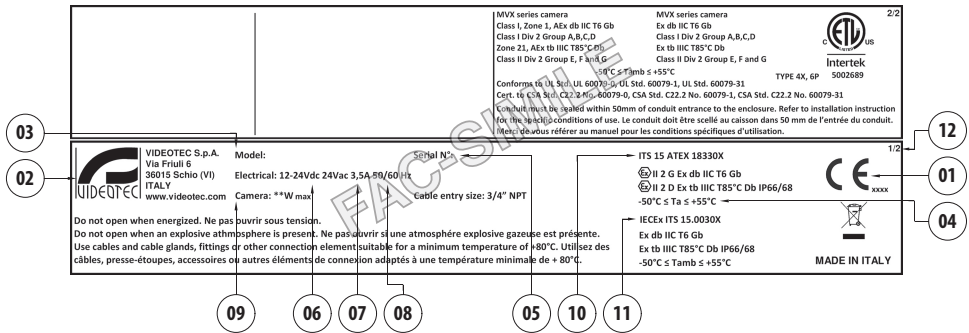 MVX series camera
Class I, Zone 1, AEx db IIC T6 Gb
Class I Div 2 Group A,B,C,D
Zone 21, AEx tb IIIC T85°C Db
Class II Div 2 Group E, F and G
MVX series camera
Ex db IIC T6 Gb
Class I Div 2 Group A,B,C,D
Ex tb IIIC T85°C Db
Class II Div 2 Group E, F and G
-50°C ≤ Tamb ≤ +55°C
TYPE 4X, 6P
2/2
C ETL US
LISTED
Intertek
5002689
Conforms to UL Std. UL 60079-0, UL Std. 60079-1, UL Std. 60079-31
Cert. to CSA Std. C22.2 No. 60079-0, CSA Std. C22.2 No. 60079-1, CSA Std. C22.2 No. 60079-31
Conduit must be sealed within 50mm of conduit entrance to the enclosure. Refer to installation instruction
for the specific conditions of use. Le conduit doit être scellé au caisson dans 50 mm de l'entrée du conduit.
Merci de vous référer au manuel pour les conditions spécifiques d'utilisation.
FAC-SIMILE
03
12
02
01
04
VIDEOTEC
VIDEOTEC S.p.A.
Via Friuli 6
36015 Schio (VI)
ITALY
www.videotec.com
Model:
Serial N°:
Electrical: 12-24Vdc 24Vac 3,5A 50/60 Hz
Camera: **W max
Cable entry size: 3/4" NPT
Do not open when energized. Ne pas ouvrir sous tension.
Do not open when an explosive athmosphere is present. Ne pas ouvrir si une atmosphére explosive gazeuse est présente.
Use cables and cable glands, fittings or other connection element suitable for a minimum temperature of +80°C. Utilisez des
câbles, presse-étoupes, accessoires ou autres éléments de connexion adaptés à une température minimale de + 80°C.
1/2
ITS 15 ATEX 18330X
Ex II 2 G Ex db IIC T6 Gb
Ex II 2 D Ex tb IIIC T85°C Db IP66/68
-50°C ≤ Ta ≤ +55°C
IECEx ITS 15.0030X
Ex db IIC T6 Gb
Ex tb IIIC T85°C Db IP66/68
-50°C ≤ Tamb ≤ +55°C
CE xxxx
MADE IN ITALY
09
06
07
08
05
10
11